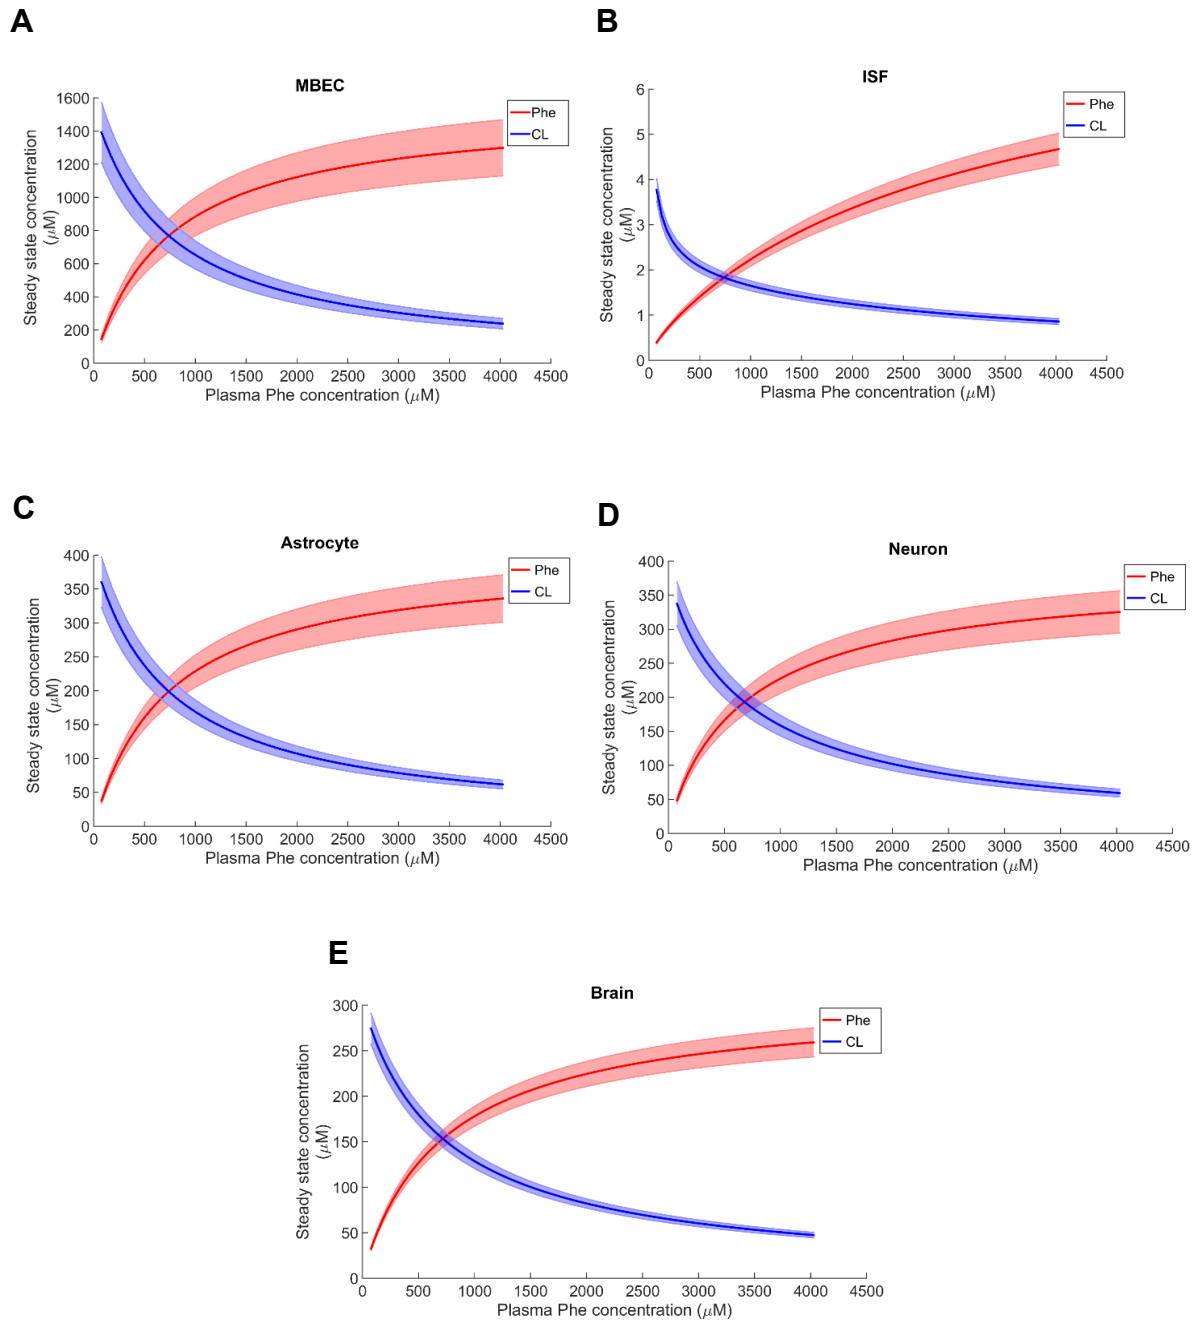 A
MBEC
1600
1400
1200
1000
800
600
400
200
0
0 500 1000 1500 2000 2500 3000 3500 4000 4500
Steady state concentration
(μM)
Plasma Phe concentration (μM)
Phe
CL
B
ISF
6
5
4
3
2
1
0
0 500 1000 1500 2000 2500 3000 3500 4000 4500
Steady state concentration
(μM)
Plasma Phe concentration (μM)
Phe
CL
C
Astrocyte
400
350
300
250
200
150
100
50
0
0 500 1000 1500 2000 2500 3000 3500 4000 4500
Steady state concentration
(μM)
Plasma Phe concentration (μM)
Phe
CL
D
Neuron
400
350
300
250
200
150
100
50
0
0 500 1000 1500 2000 2500 3000 3500 4000 4500
Steady state concentration
(μM)
Plasma Phe concentration (μM)
Phe
CL
E
Brain
300
250
200
150
100
50
0
0 500 1000 1500 2000 2500 3000 3500 4000 4500
Steady state concentration
(μM)
Plasma Phe concentration (μM)
Phe
CL